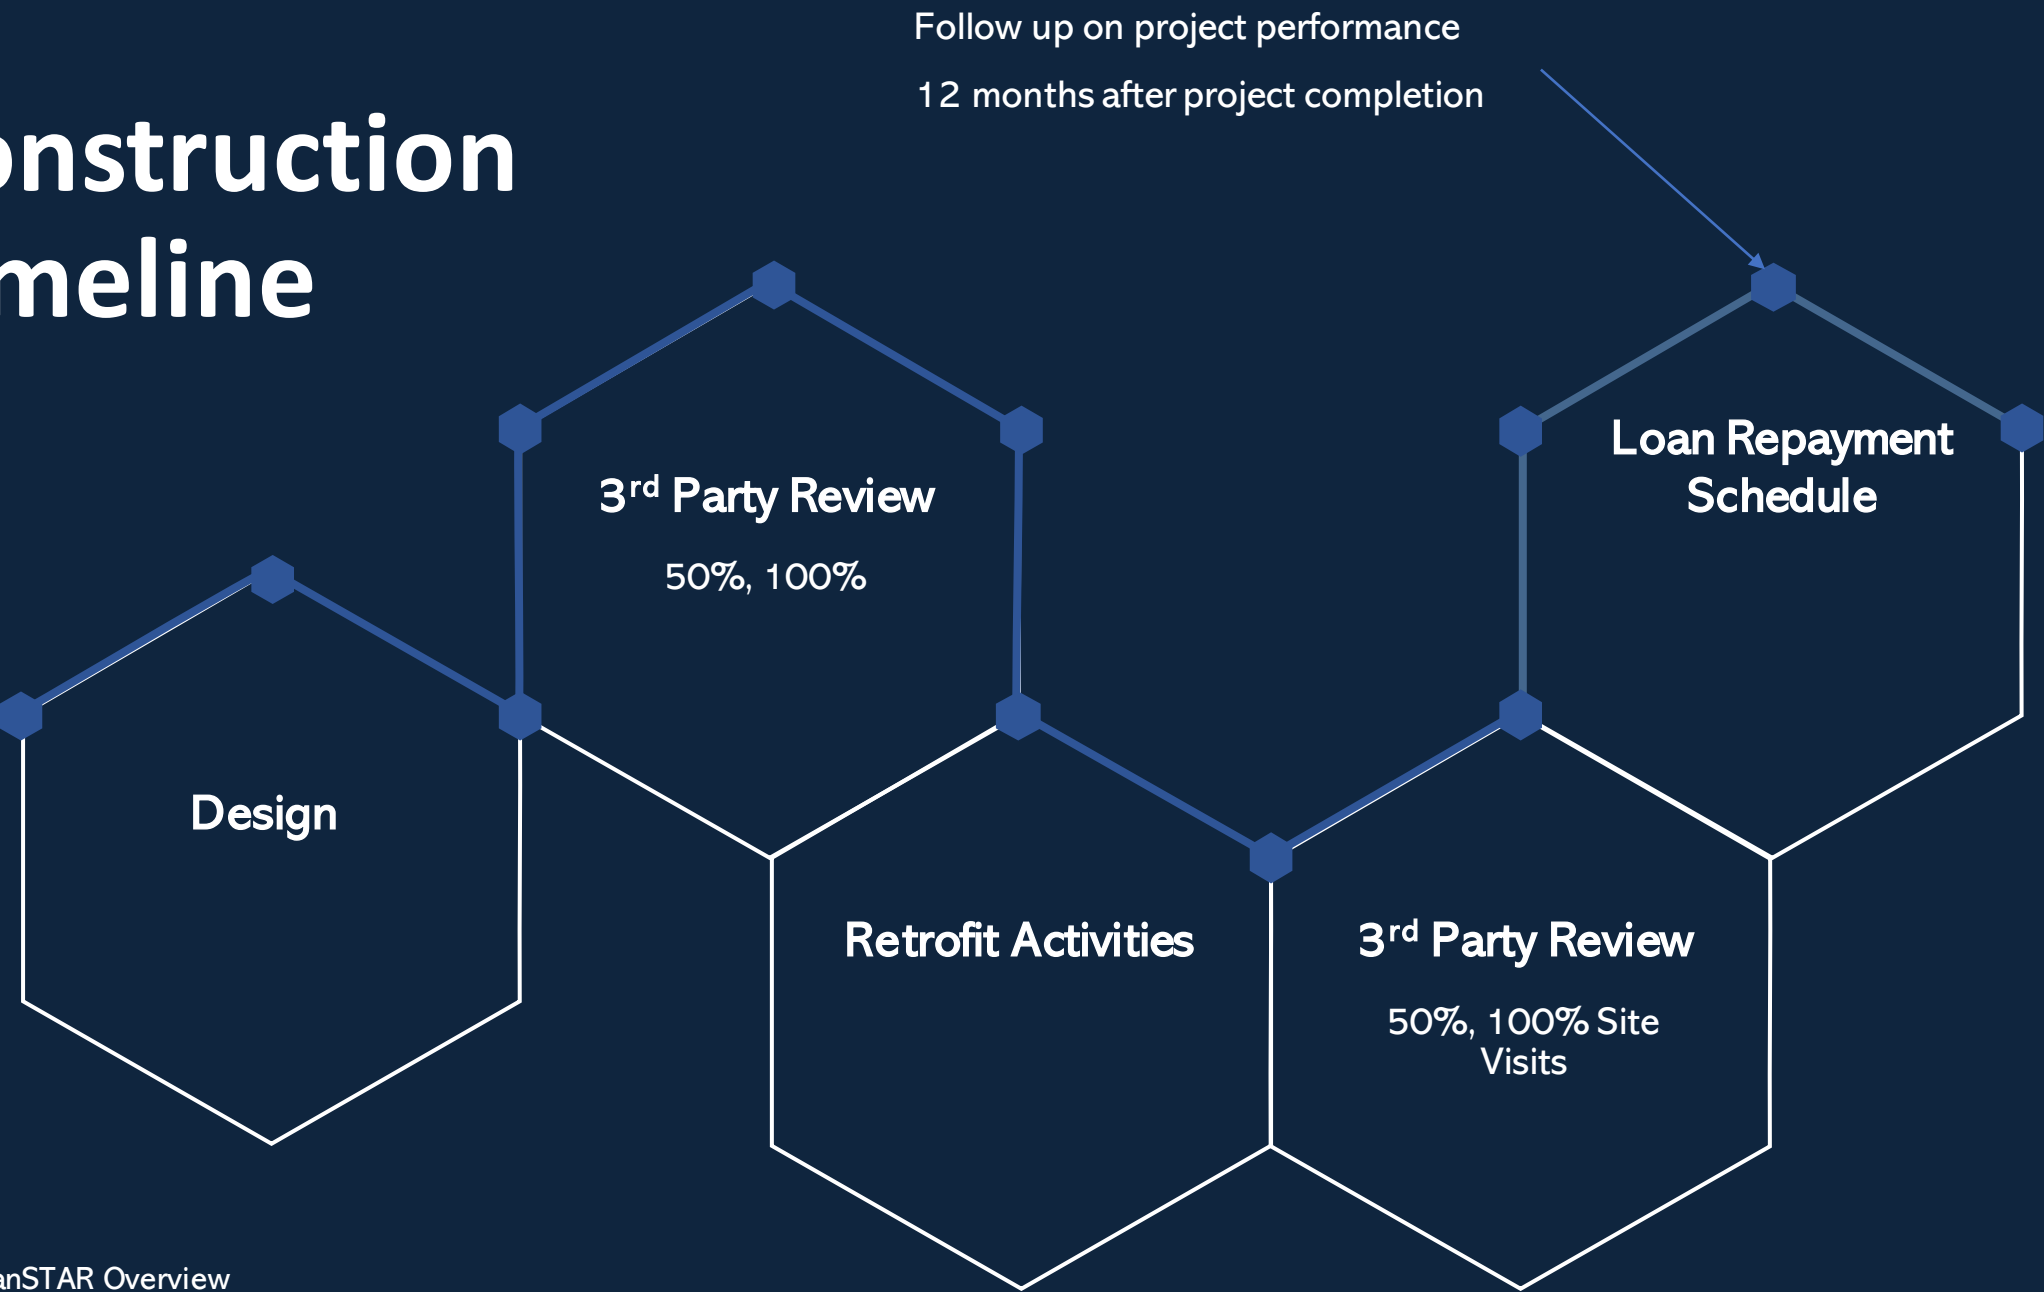 Follow up on project performance
12 months after project completion
onstruction
meline
3rd Party Review
50%, 100%
Loan Repayment
Schedule
Design
Retrofit Activities
3rd Party Review
50%, 100% Site
Visits
anSTAR Overview